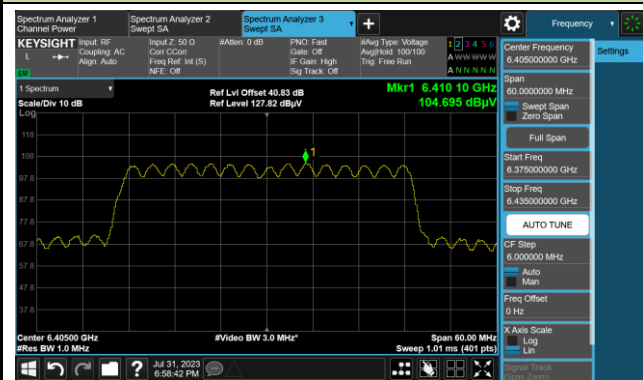 Spectrum Analyzer 1
Channel Power
Spectrum Analyzer 2
Swept SA
Spectrum Analyzer 3
Swept SA
Frequency
KEYSIGHT
L
LXI
Input: RF
Coupling: AC
Align: Auto
Input Z: 50 Ω
Corr CCorr
Freq Ref: Int (S)
NFE: Off
#Atten: 0 dB
PNO: Fast
Gate: Off
IF Gain: High
Sig Track: Off
#Avg Type: Voltage
Avg|Hold: 100/100
Trig: Free Run
1 2 3 4 5 6
A W W W W W
A N N N N N
1 Spectrum
Scale/Div 10 dB
Log
Ref Lvl Offset 40.83 dB
Ref Level 127.82 dBµV
Mkr1 6.410 10 GHz
104.695 dBµV
118
108
97.8
87.8
77.8
67.8
57.8
47.8
37.8
1
Center 6.40500 GHz
#Res BW 1.0 MHz
#Video BW 3.0 MHz*
Span 60.00 MHz
Sweep 1.01 ms (401 pts)
Jul 31, 2023
6:58:42 PM
Center Frequency
6.405000000 GHz
Settings
Span
60.0000000 MHz
Swept Span
Zero Span
Full Span
Start Freq
6.375000000 GHz
Stop Freq
6.435000000 GHz
AUTO TUNE
CF Step
6.000000 MHz
Auto
Man
Freq Offset
0 Hz
X Axis Scale
Log
Lin
Signal Track
(Span Zoom)